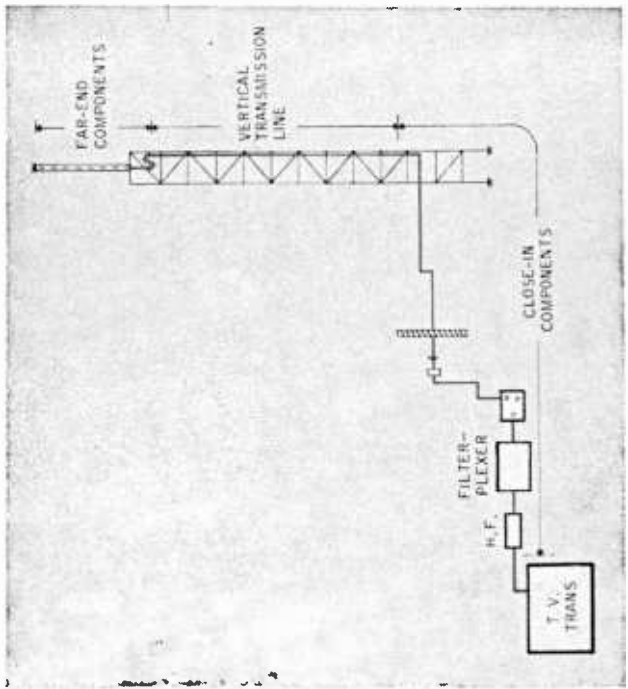 FAR-END
COMPONENTS
VERTICAL
TRANSMISSION
LINE
CLOSE-IN
COMPONENTS
FILTER-
PLEXER
H.F.
T.V.
TRANS